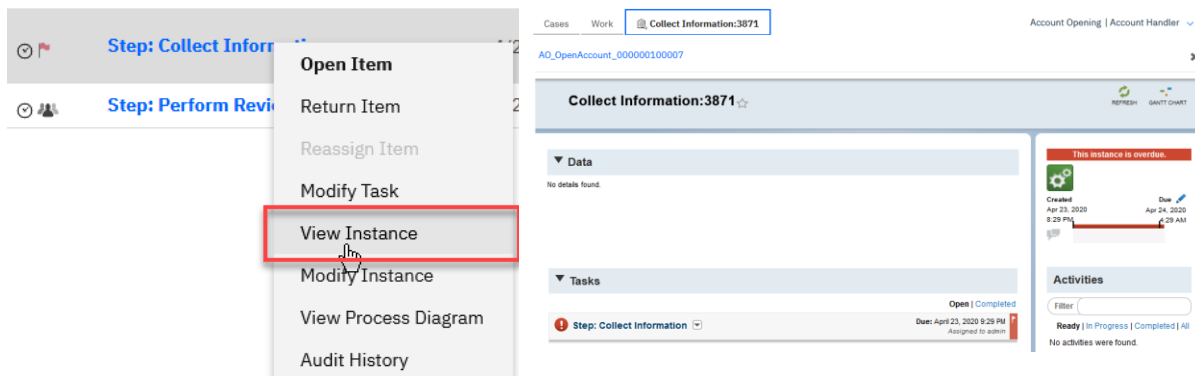 Step: Collect Inform
Step: Perform Revi
Open Item
Return Item
Reassign Item
Modify Task
View Instance
Modify Instance
View Process Diagram
Audit History
Cases Work Collect Information:3871
Account Opening | Account Handler
AO_OpenAccount_000000100007
Collect Information:3871
REFRESH GANTT CHART
Data
No details found.
Tasks
Open | Completed
Step: Collect Information
Due: April 23, 2020 9:29 PM
Assigned to admin
This instance is overdue.
Created Due
Apr 23, 2020 Apr 24, 2020
8:29 PM 4:29 AM
Activities
Filter
Ready | In Progress | Completed | All
No activities were found.